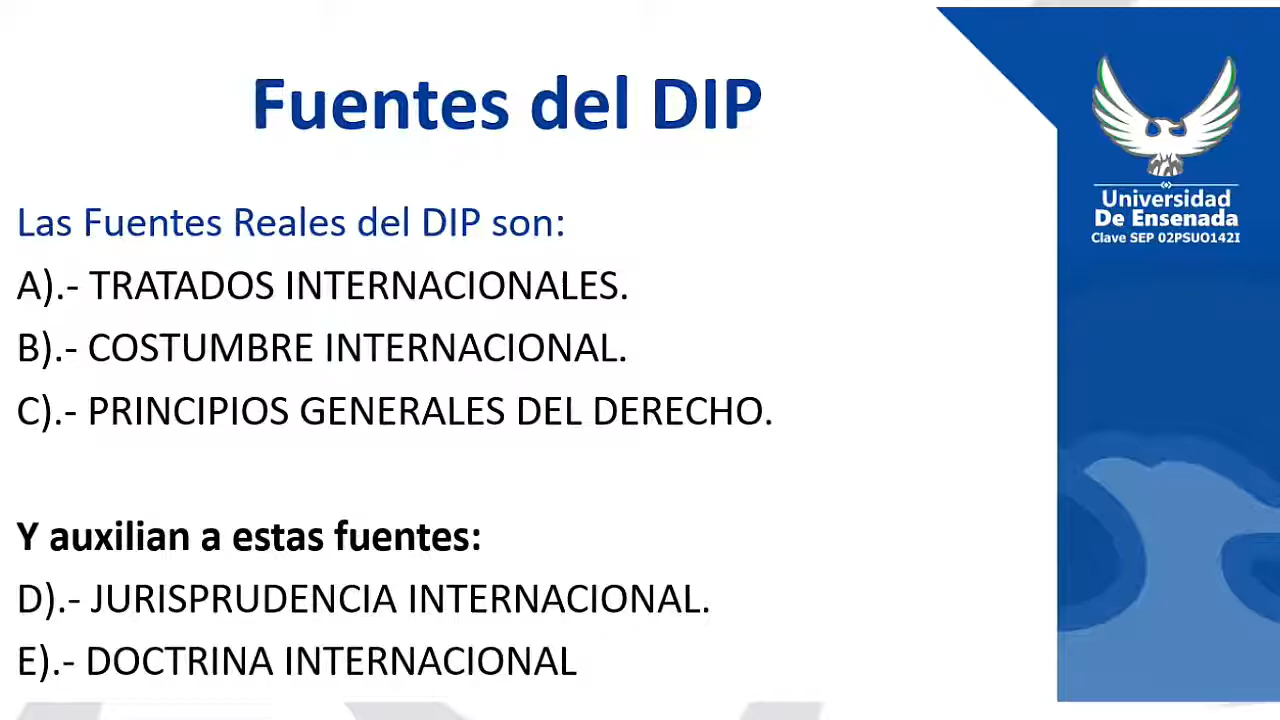 Fuentes del DIP
Las Fuentes Reales del DIP son:
A).- TRATADOS INTERNACIONALES.
B).- COSTUMBRE INTERNACIONAL.
C).- PRINCIPIOS GENERALES DEL DERECHO.
Y auxilian a estas fuentes:
D).- JURISPRUDENCIA INTERNACIONAL.
E).- DOCTRINA INTERNACIONAL
Universidad
De Ensenada
Clave SEP 02PSUO142I